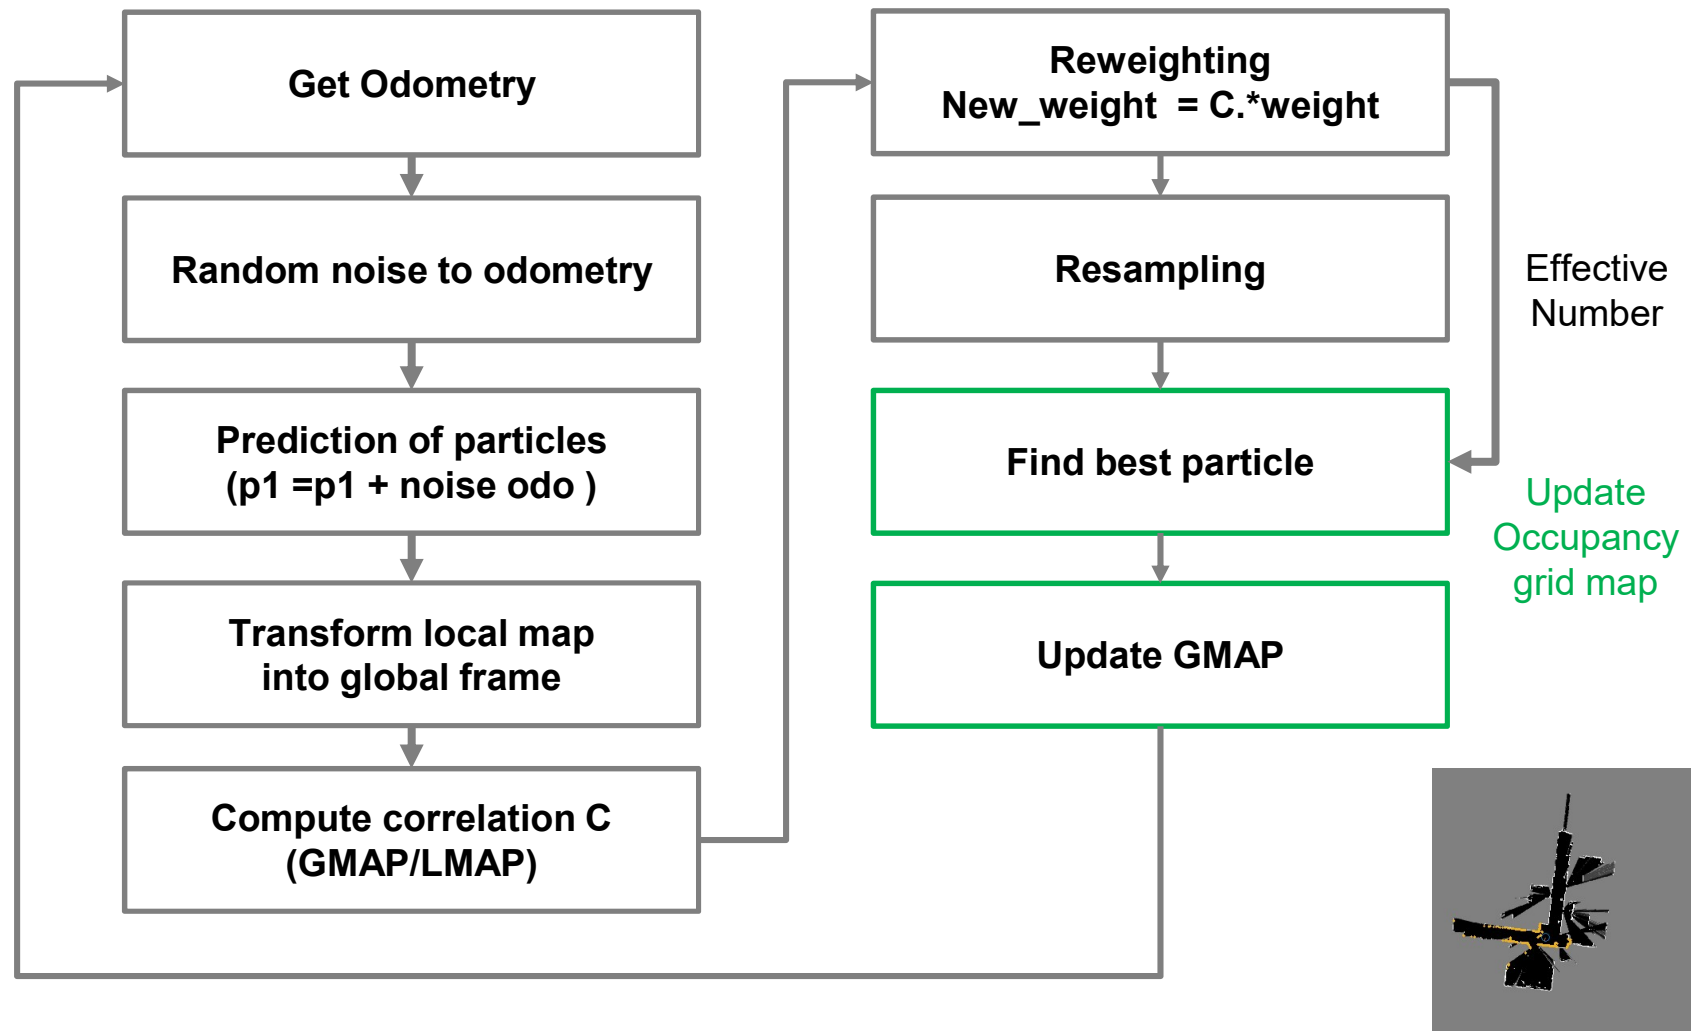 Get Odometry
Random noise to odometry
Prediction of particles
(p1 =p1 + noise odo )
Transform local map
into global frame
Compute correlation C
(GMAP/LMAP)
Reweighting
New_weight  = C.*weight
Resampling
Effective
Number
Find best particle
Update
Occupancy
grid map
Update GMAP